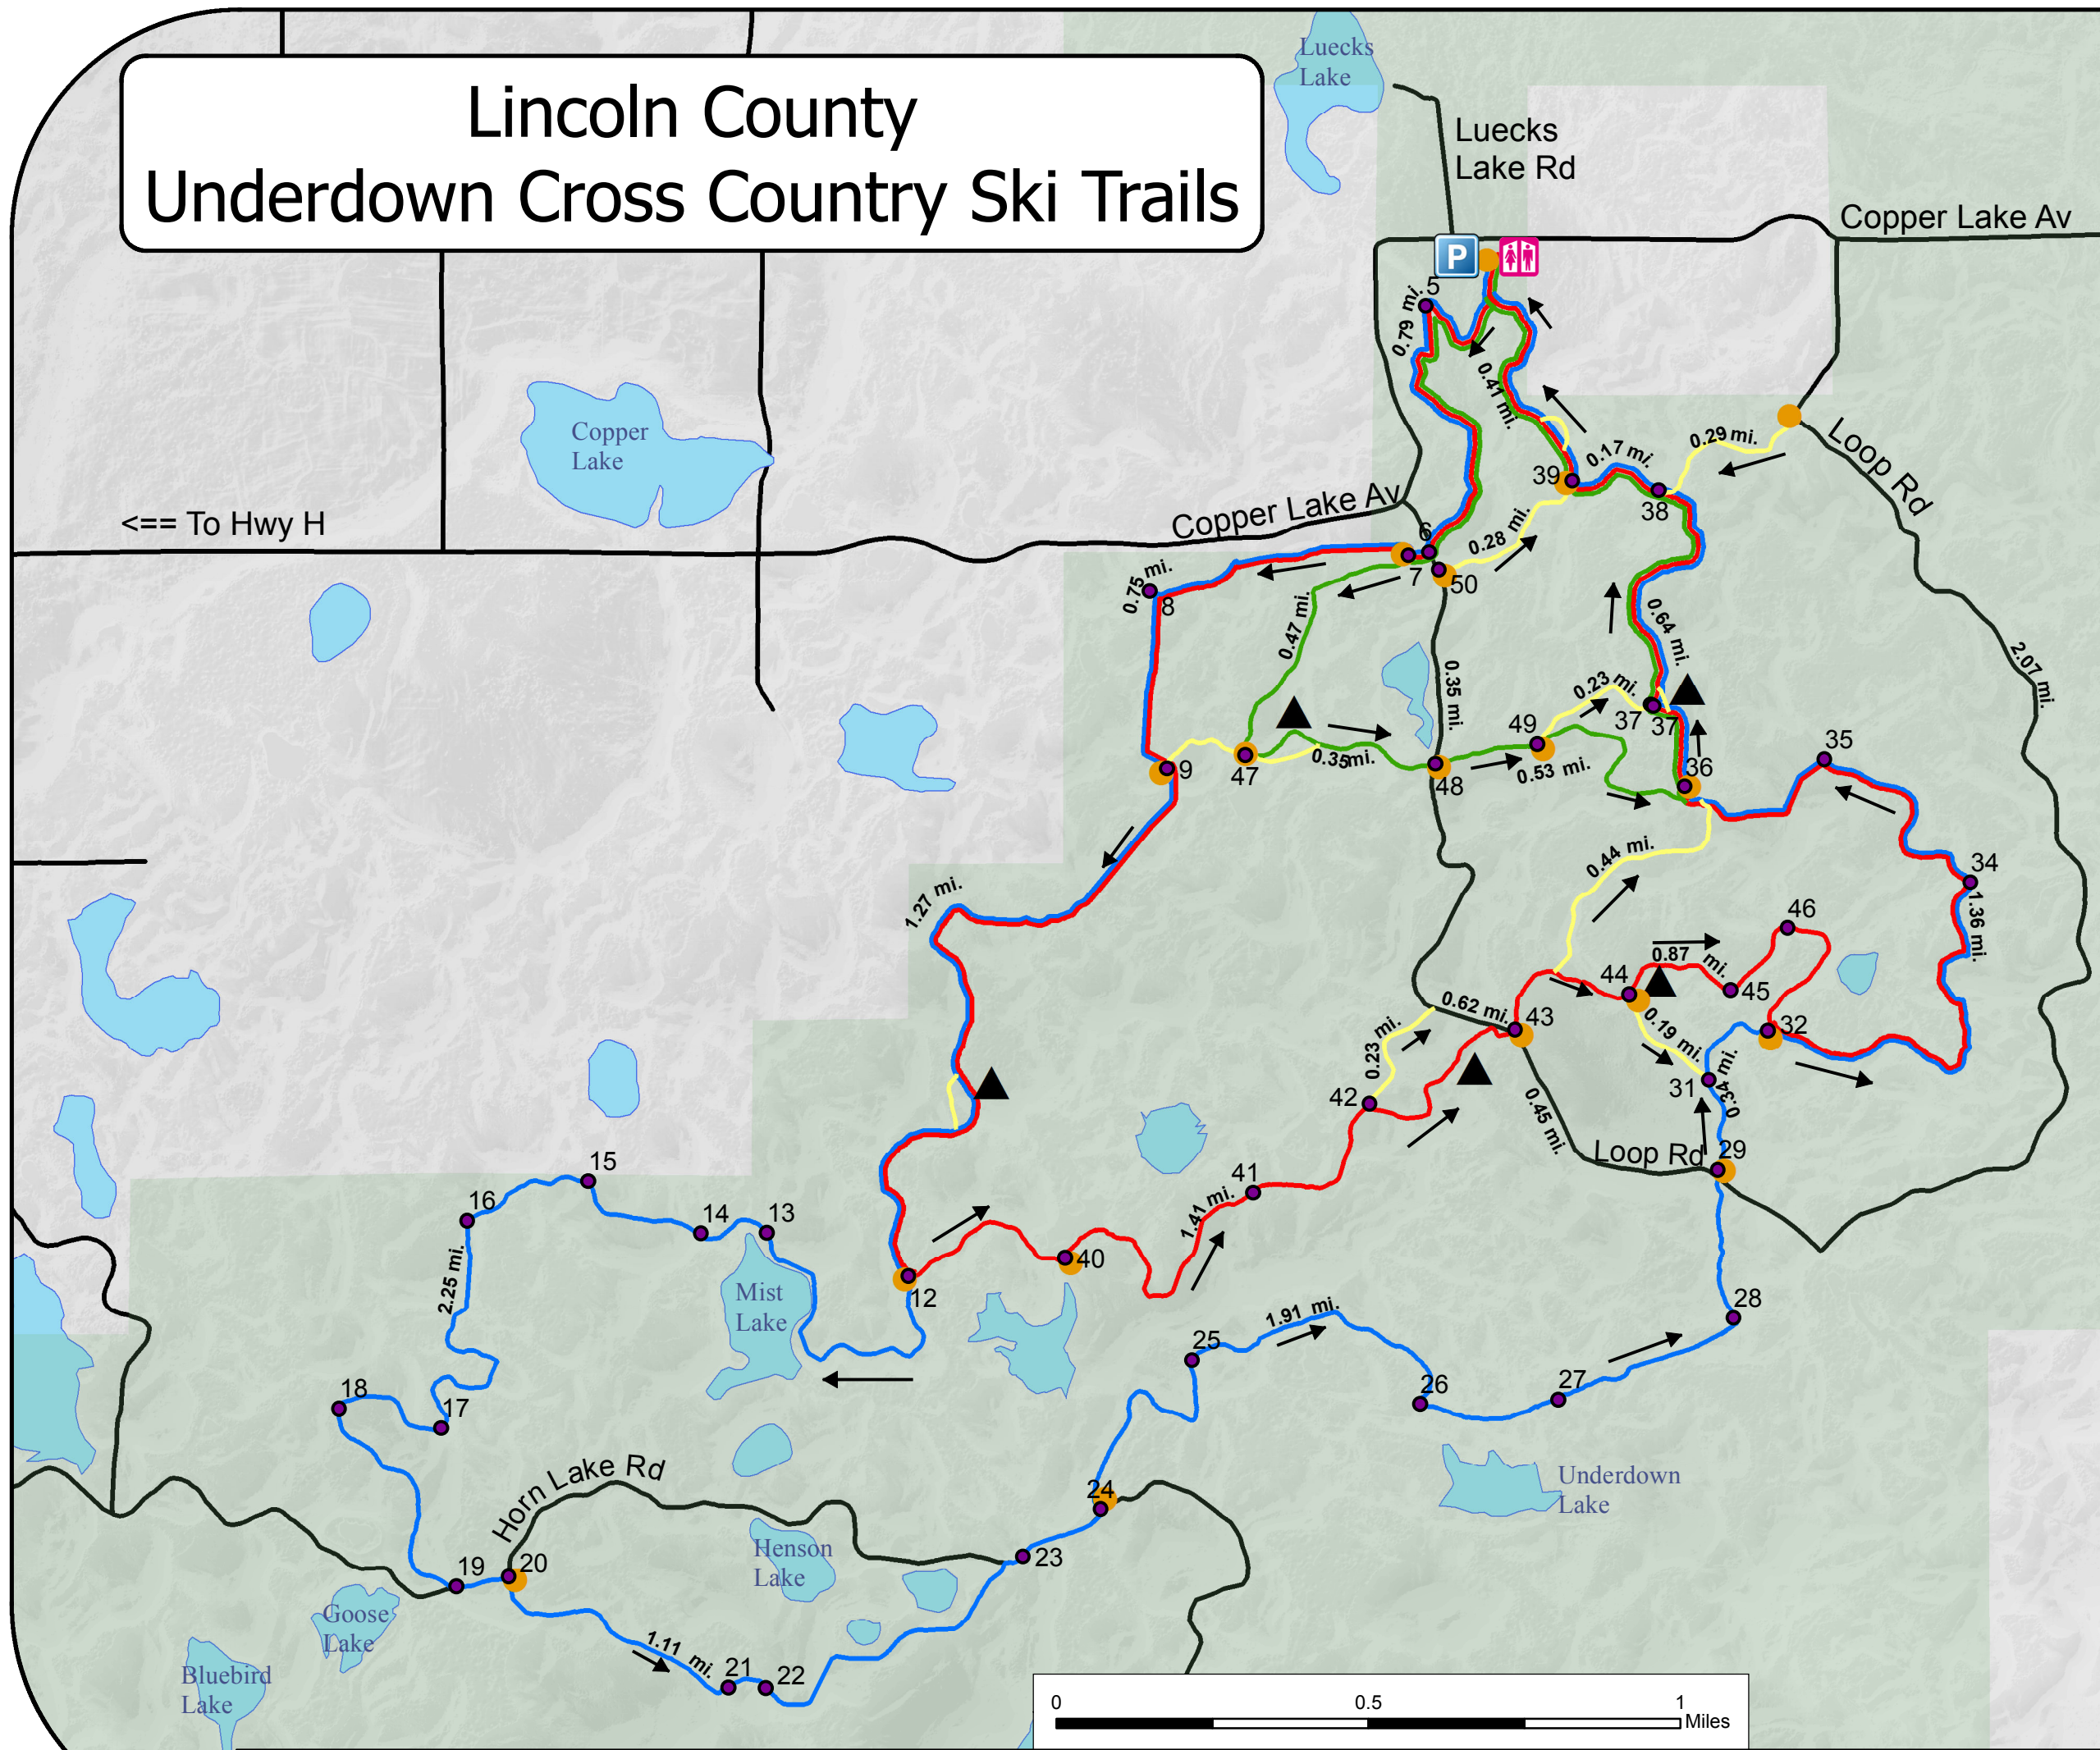 Lincoln County
Underdown Cross Country Ski Trails
Luecks
Lake
Luecks
Lake Rd
Copper Lake Av
P
5
0.79 mi.
0.41 mi.
Loop Rd
0.29 mi.
0.17 mi.
39
38
Copper
Lake
<== To Hwy H
Copper Lake Av
6
7
50
0.28 mi.
0.75 mi.
8
0.47 mi.
0.64 mi.
2.07 mi.
0.35 mi.
0.23 mi.
37
37
49
35
9
47
0.35mi.
48
0.53 mi.
36
0.44 mi.
34
1.36 mi.
1.27 mi.
46
0.87 mi.
44
45
0.62 mi.
43
0.19 mi.
32
0.23 mi.
42
31
0.34 mi.
0.45 mi.
Loop Rd
29
15
16
14
13
41
1.41 mi.
40
12
2.25 mi.
Mist
Lake
28
1.91 mi.
25
26
27
18
17
Horn Lake Rd
24
Underdown
Lake
Henson
Lake
23
19
20
Goose
Lake
1.11 mi.
21
22
Bluebird
Lake
0
0.5
1
Miles